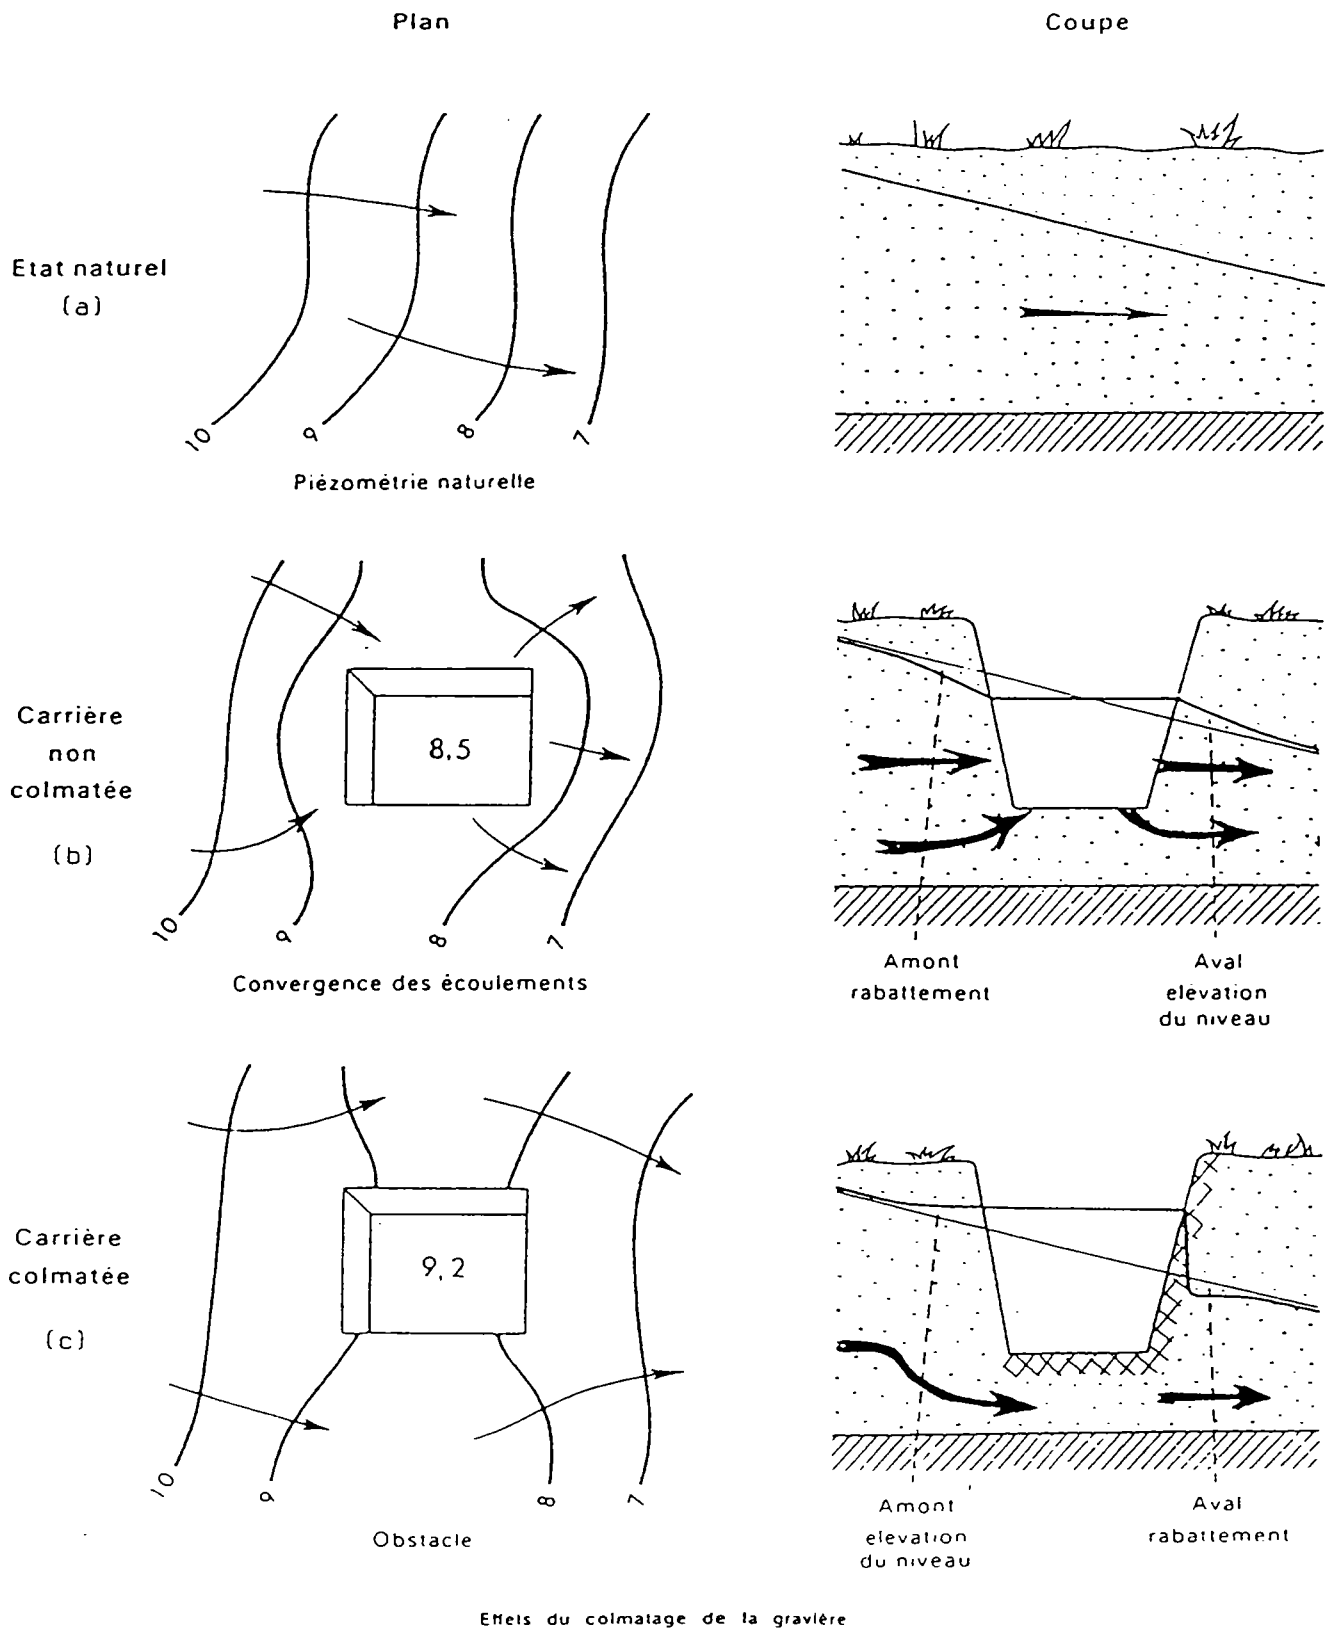 Plan
Coupe
Etat naturel
(a)
10
9
8
7
Piézométrie naturelle
Carrière
non
colmatée
(b)
8,5
10
9
8
7
Convergence des écoulements
Amont
rabattement
Aval
elévation
du niveau
Carrière
colmatée
(c)
9,2
10
9
8
7
Obstacle
Amont
elevation
du niveau
Aval
rabattement
Effets du colmatage de la gravière